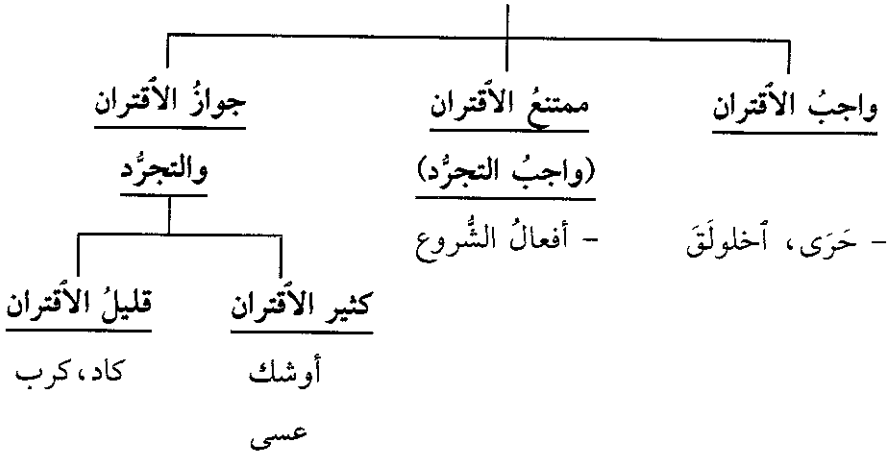 واجبُ الاٌقتران
ممتنعُ الاٌقتران
(واجبُ التجرُّد)
جوازُ الاٌقتران
والتجرُّد
– حَرَى، اٌخلولَقَ
– أفعالُ الشُّروع
كثير الاٌقتران
أوشك
عسى
قليلُ الاٌقتران
كاد، كرب